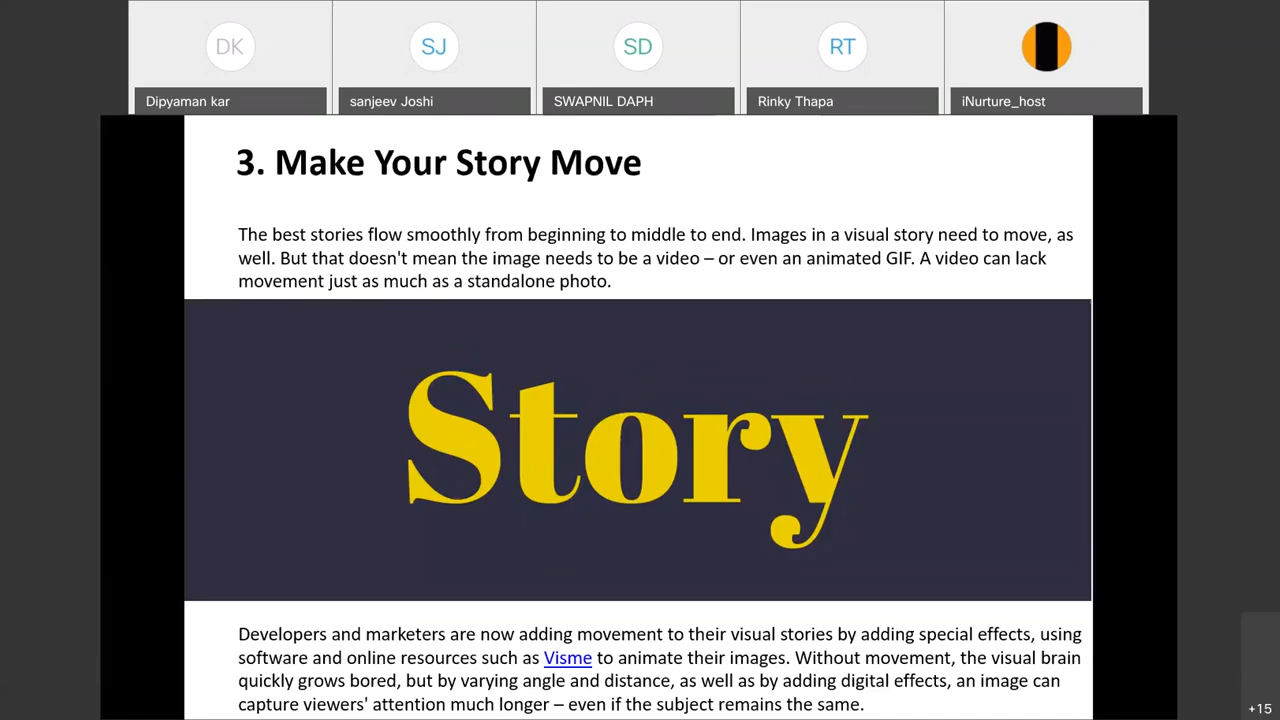 DK
SJ
SD
RT
Dipyaman kar
sanjeev Joshi
SWAPNIL DAPH
Rinky Thapa
iNurture_host
3. Make Your Story Move
The best stories flow smoothly from beginning to middle to end. Images in a visual story need to move, as
well. But that doesn't mean the image needs to be a video – or even an animated GIF. A video can lack
movement just as much as a standalone photo.
Story
Developers and marketers are now adding movement to their visual stories by adding special effects, using
software and online resources such as Visme to animate their images. Without movement, the visual brain
quickly grows bored, but by varying angle and distance, as well as by adding digital effects, an image can
capture viewers' attention much longer – even if the subject remains the same.
+15